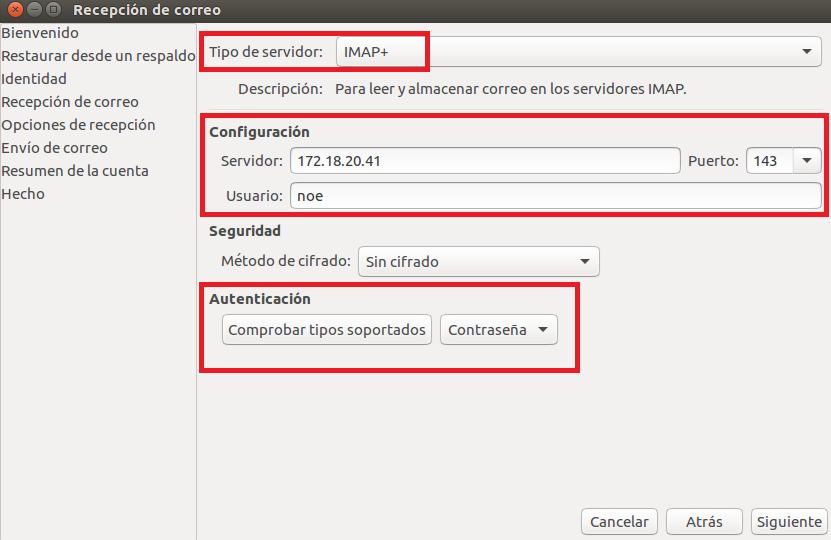 Recepción de correo
Bienvenido
Restaurar desde un respaldo
Identidad
Recepción de correo
Opciones de recepción
Envío de correo
Resumen de la cuenta
Hecho
Tipo de servidor: IMAP+
Descripción: Para leer y almacenar correo en los servidores IMAP.
Configuración
Servidor: 172.18.20.41 Puerto: 143
Usuario: noe
Seguridad
Método de cifrado: Sin cifrado
Autenticación
Comprobar tipos soportados Contraseña
Cancelar Atrás Siguiente